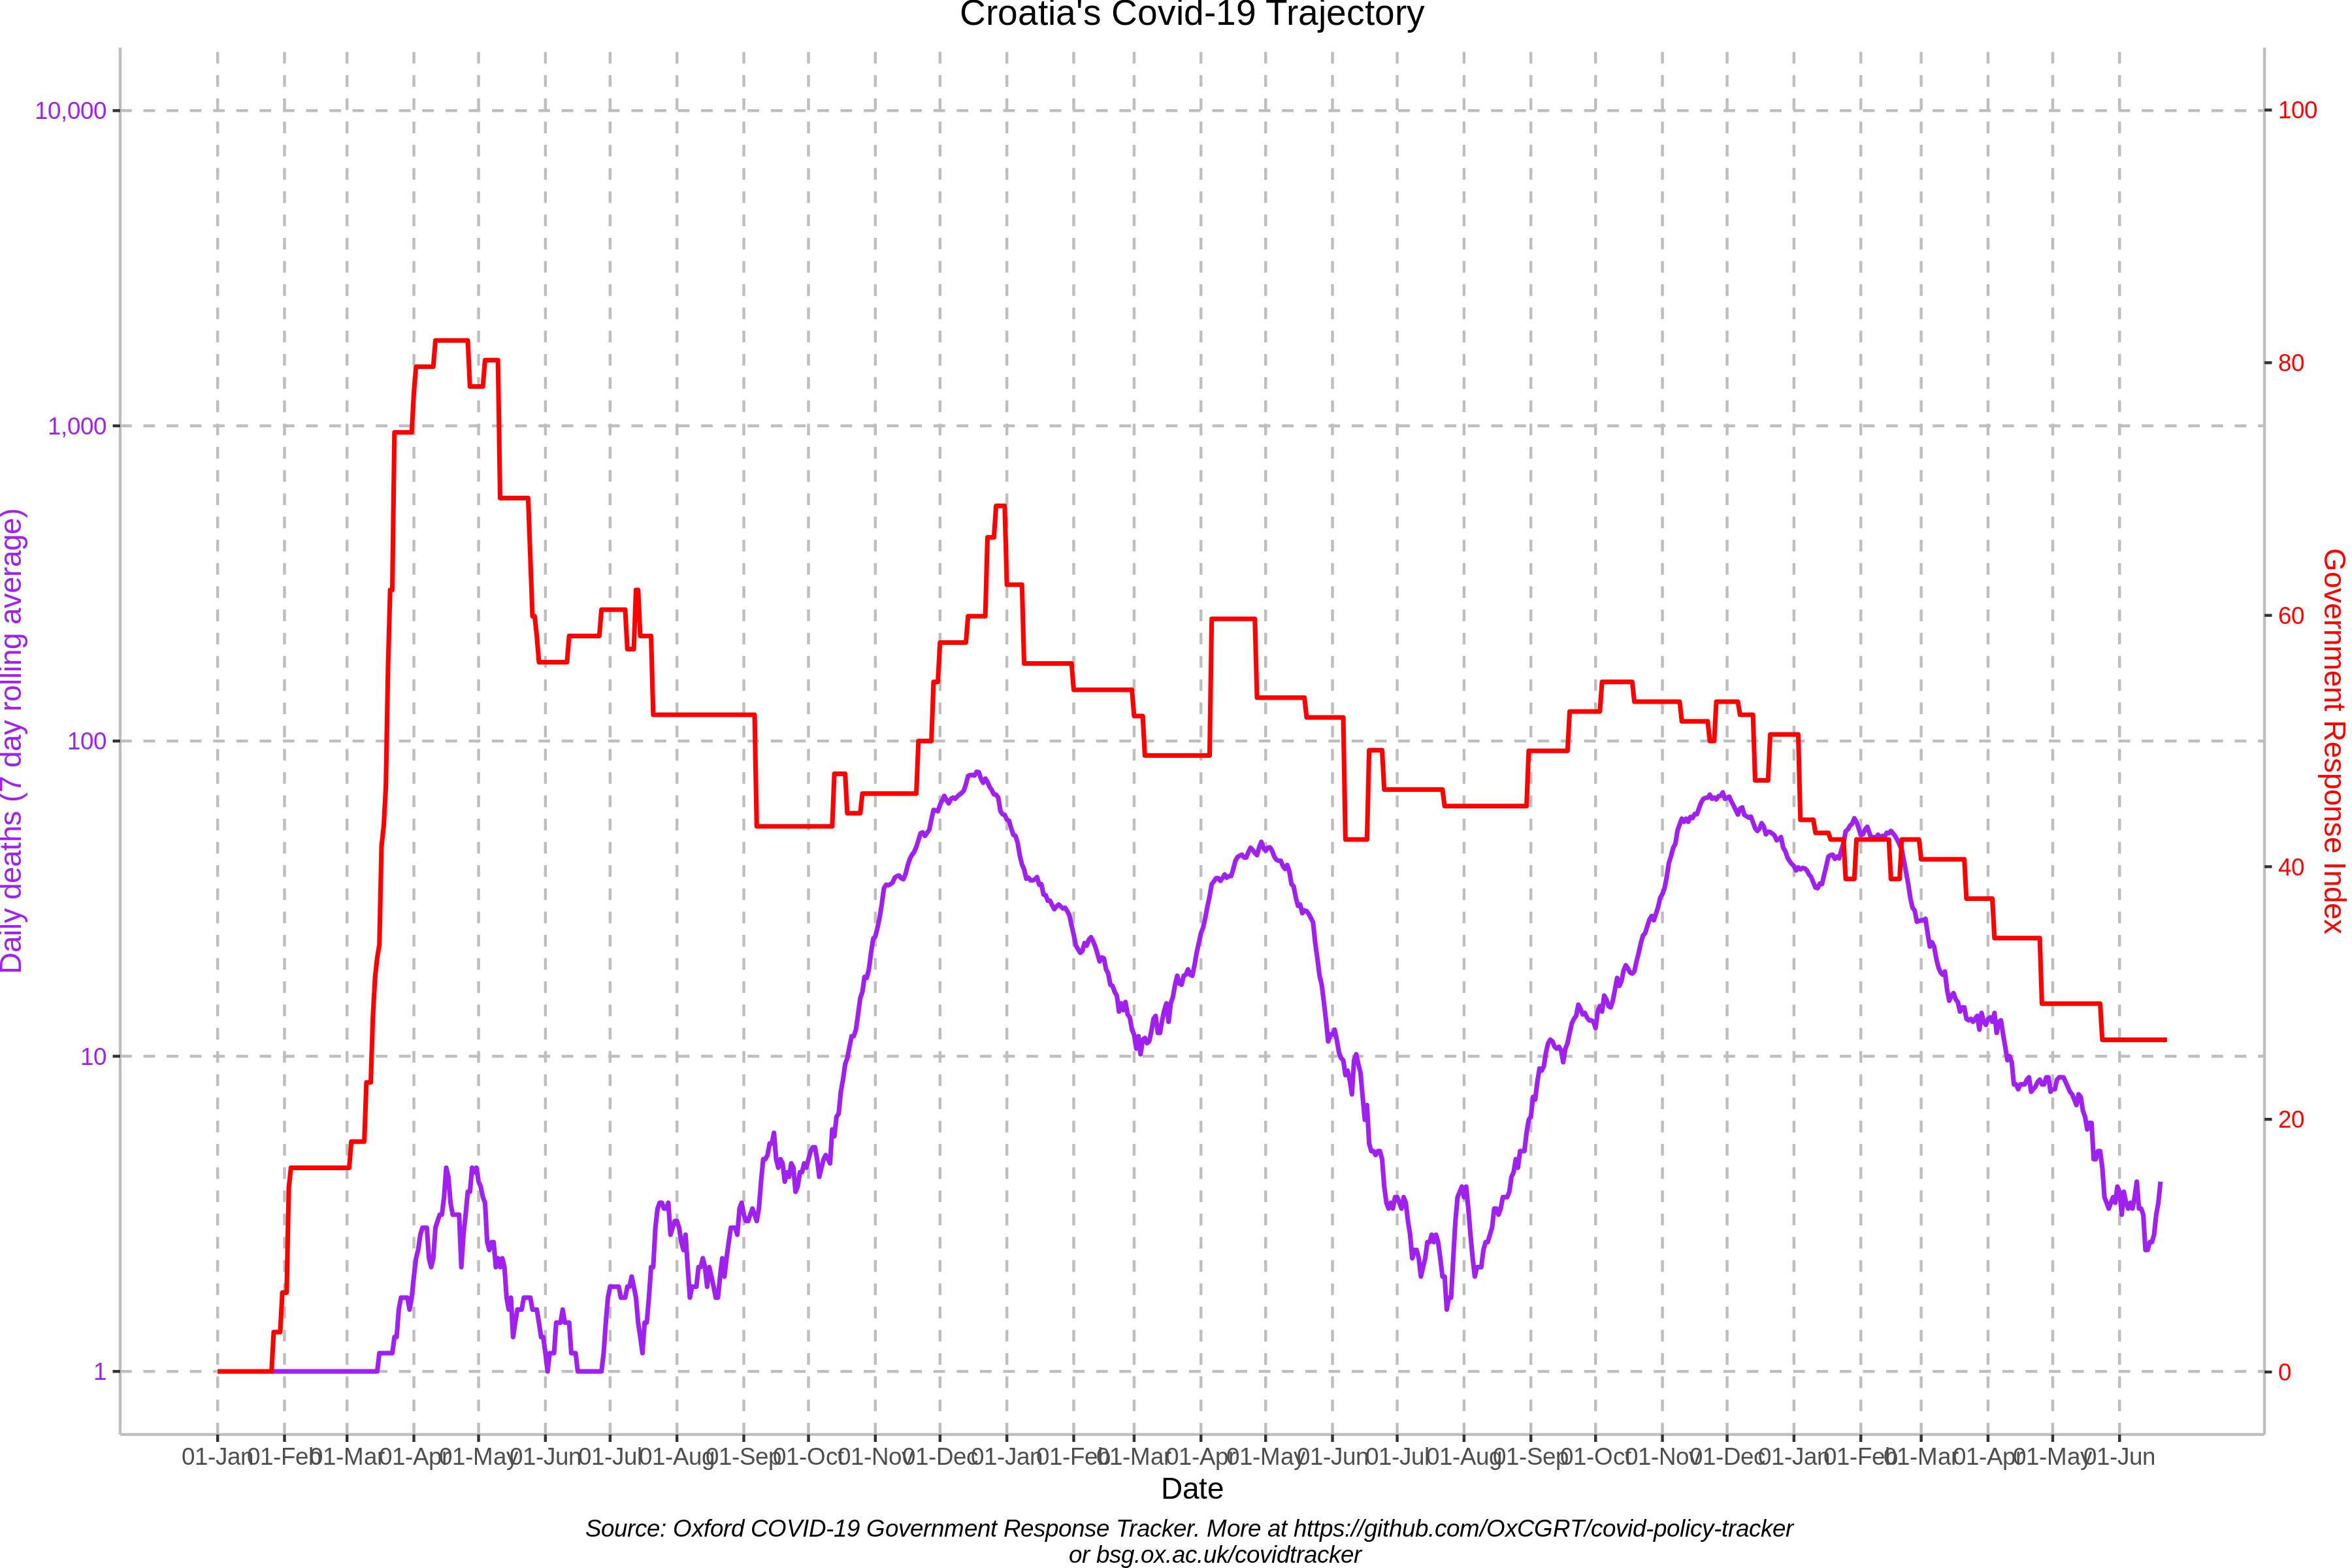 Croatia's Covid-19 Trajectory
10,000
1,000
100
10
1
Daily deaths (7 day rolling average)
100
80
60
40
20
0
Government Response Index
01-Jan 01-Feb 01-Mar 01-Apr 01-May 01-Jun 01-Jul 01-Aug 01-Sep 01-Oct 01-Nov 01-Dec 01-Jan 01-Feb 01-Mar 01-Apr 01-May 01-Jun 01-Jul 01-Aug 01-Sep 01-Oct 01-Nov 01-Dec 01-Jan 01-Feb 01-Mar 01-Apr 01-May 01-Jun
Date
Source: Oxford COVID-19 Government Response Tracker. More at https://github.com/OxCGRT/covid-policy-tracker
or bsg.ox.ac.uk/covidtracker